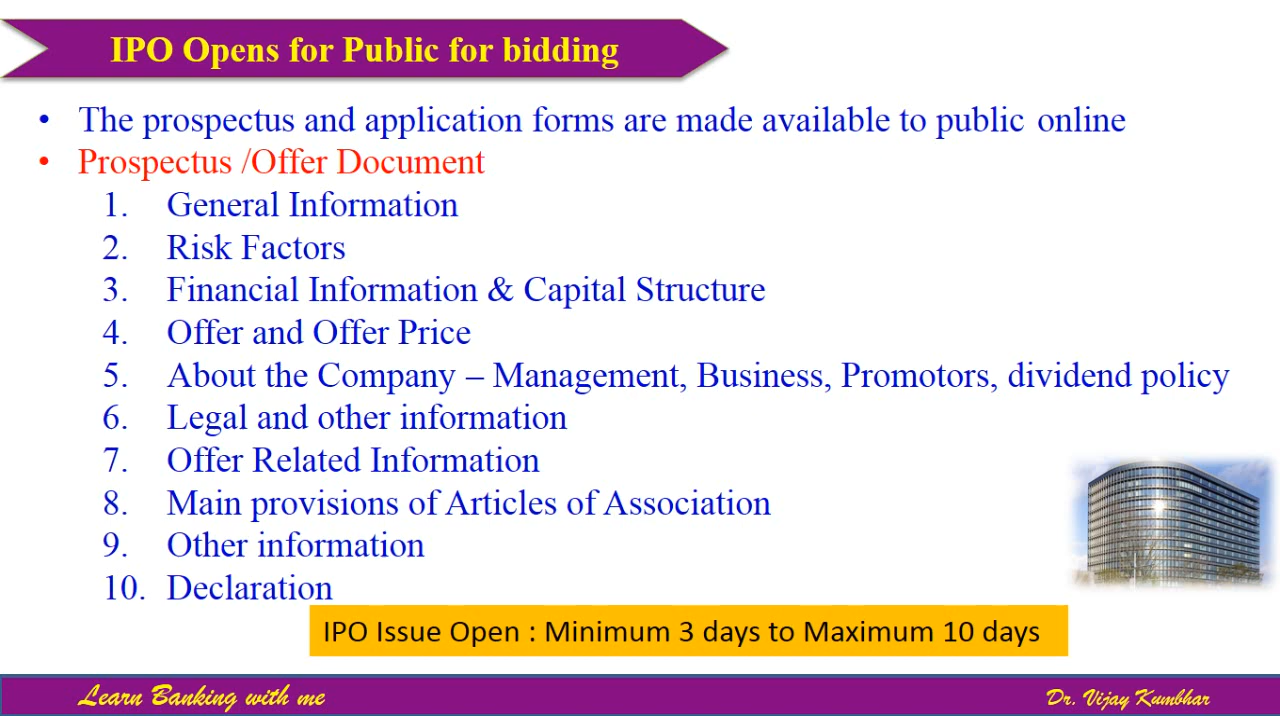 IPO Opens for Public for bidding
• The prospectus and application forms are made available to public online
• Prospectus /Offer Document
1. General Information
2. Risk Factors
3. Financial Information & Capital Structure
4. Offer and Offer Price
5. About the Company – Management, Business, Promotors, dividend policy
6. Legal and other information
7. Offer Related Information
8. Main provisions of Articles of Association
9. Other information
10. Declaration
IPO Issue Open : Minimum 3 days to Maximum 10 days
Learn Banking with me
Dr. Vijay Kumbhar